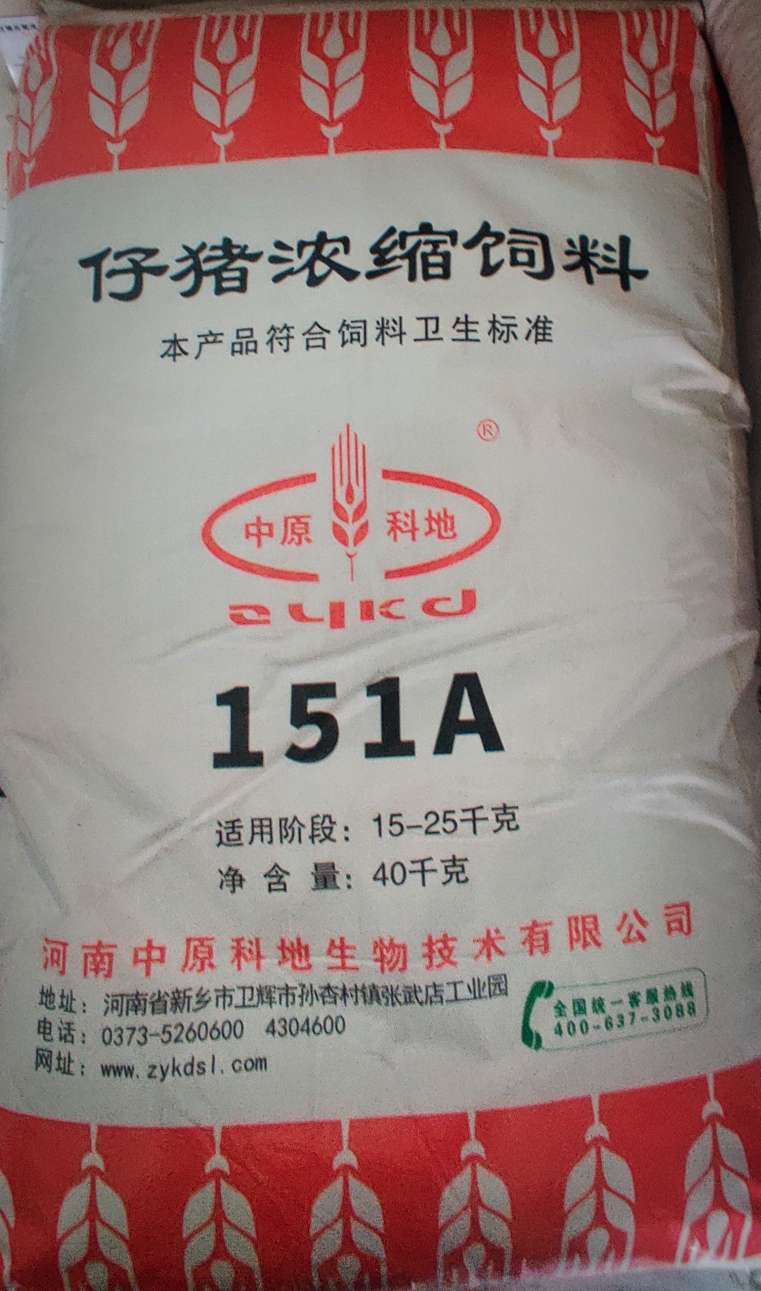 仔猪浓缩饲料
本产品符合饲料卫生标准
®
中原 科地
zykd
151A
适用阶段：15-25千克
净含量：40千克
河南中原科地生物技术有限公司
地址：河南省新乡市卫辉市孙杏村镇张武店工业园
电话：0373-5260600 4304600
网址：www.zykdsl.com
全国统一客服热线
400-637-3088